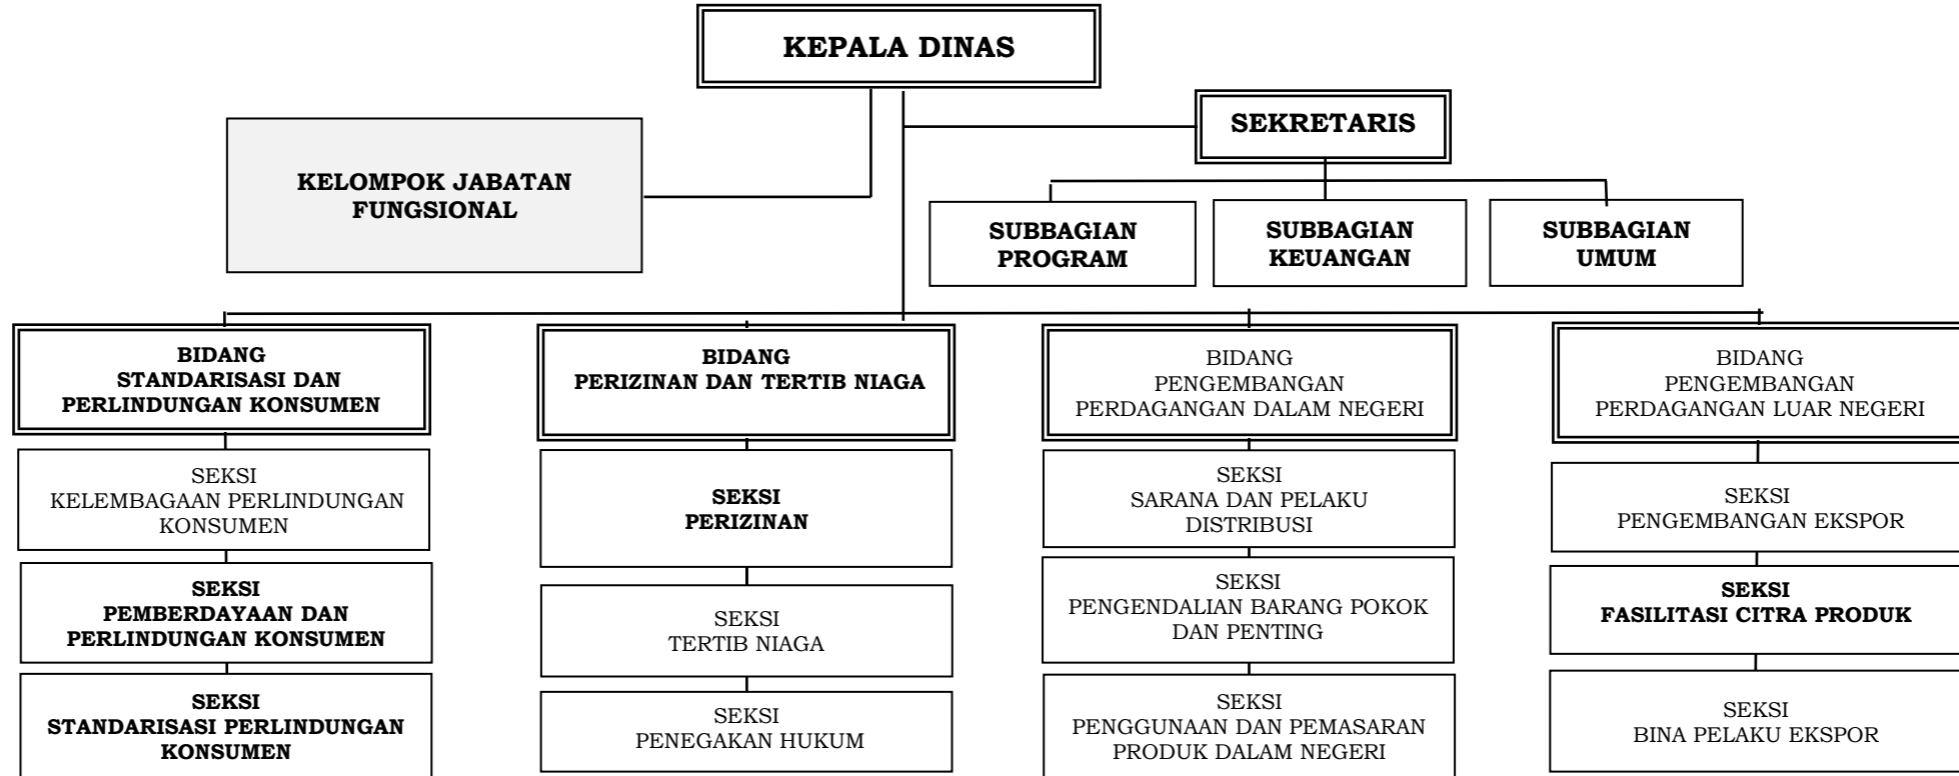 KEPALA DINAS
SEKRETARIS
KELOMPOK JABATAN
FUNGSIONAL
SUBBAGIAN
PROGRAM
SUBBAGIAN
KEUANGAN
SUBBAGIAN
UMUM
BIDANG
STANDARISASI DAN
PERLINDUNGAN KONSUMEN
BIDANG
PERIZINAN DAN TERTIB NIAGA
BIDANG
PENGEMBANGAN
PERDAGANGAN DALAM NEGERI
BIDANG
PENGEMBANGAN
PERDAGANGAN LUAR NEGERI
SEKSI
KELEMBAGAAN PERLINDUNGAN
KONSUMEN
SEKSI
PERIZINAN
SEKSI
SARANA DAN PELAKU
DISTRIBUSI
SEKSI
PENGEMBANGAN EKSPOR
SEKSI
PEMBERDAYAAN DAN
PERLINDUNGAN KONSUMEN
SEKSI
TERTIB NIAGA
SEKSI
PENGENDALIAN BARANG POKOK
DAN PENTING
SEKSI
FASILITASI CITRA PRODUK
SEKSI
STANDARISASI PERLINDUNGAN
KONSUMEN
SEKSI
PENEGAKAN HUKUM
SEKSI
PENGGUNAAN DAN PEMASARAN
PRODUK DALAM NEGERI
SEKSI
BINA PELAKU EKSPOR